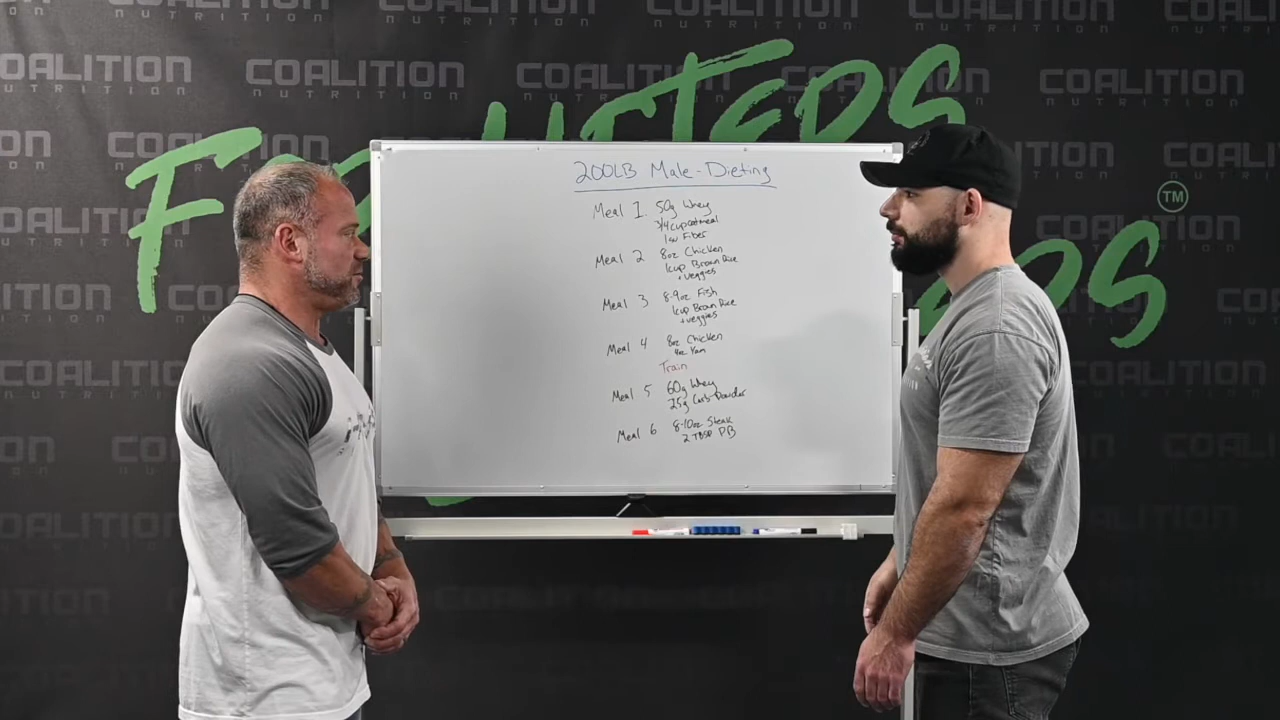 COALITION NUTRITION
TM
200LB Male-Dieting
Meal 1 50g Whey
3/4 cup oatmeal
low Fiber
Meal 2 8oz Chicken
1cup Brown Rice
+ veggies
Meal 3 8-9oz Fish
1cup Brown Rice
+ veggies
Meal 4 8oz Chicken
4oz Yam
Train
Meal 5 60g Whey
25g Carb Powder
Meal 6 8-10oz Steak
2 TBSP PB